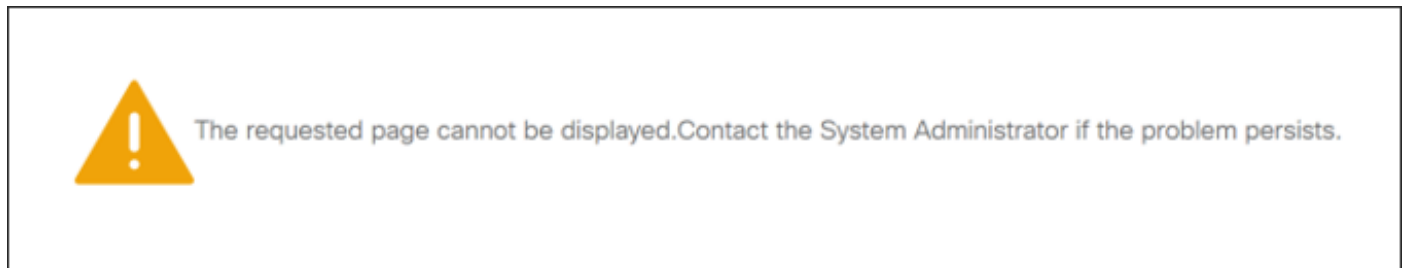 The requested page cannot be displayed.Contact the System Administrator if the problem persists.